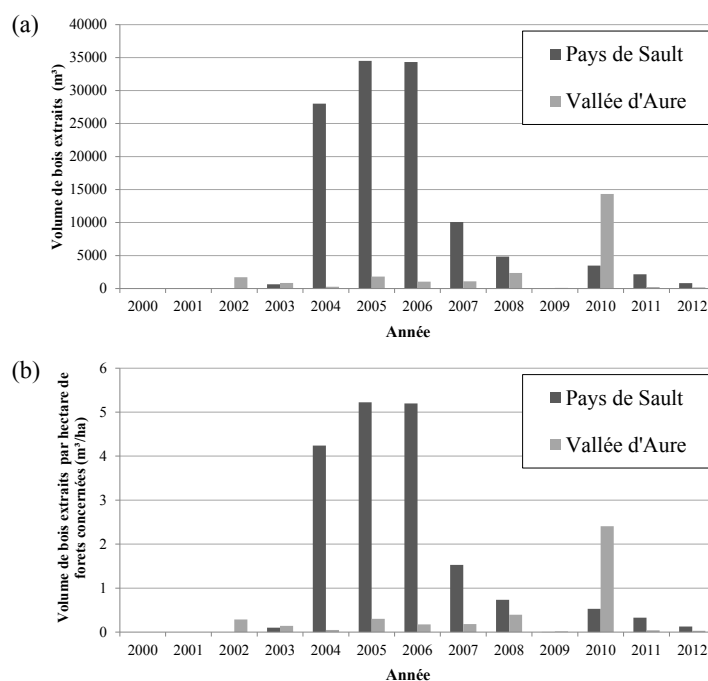 (a)
Volume de bois extraits (m³)
40000
35000
30000
25000
20000
15000
10000
5000
0
Pays de Sault
Vallée d'Aure
2000 2001 2002 2003 2004 2005 2006 2007 2008 2009 2010 2011 2012
Année
(b)
Volume de bois extraits par hectare de
forets concernées (m³/ha)
6
5
4
3
2
1
0
Pays de Sault
Vallée d'Aure
2000 2001 2002 2003 2004 2005 2006 2007 2008 2009 2010 2011 2012
Année